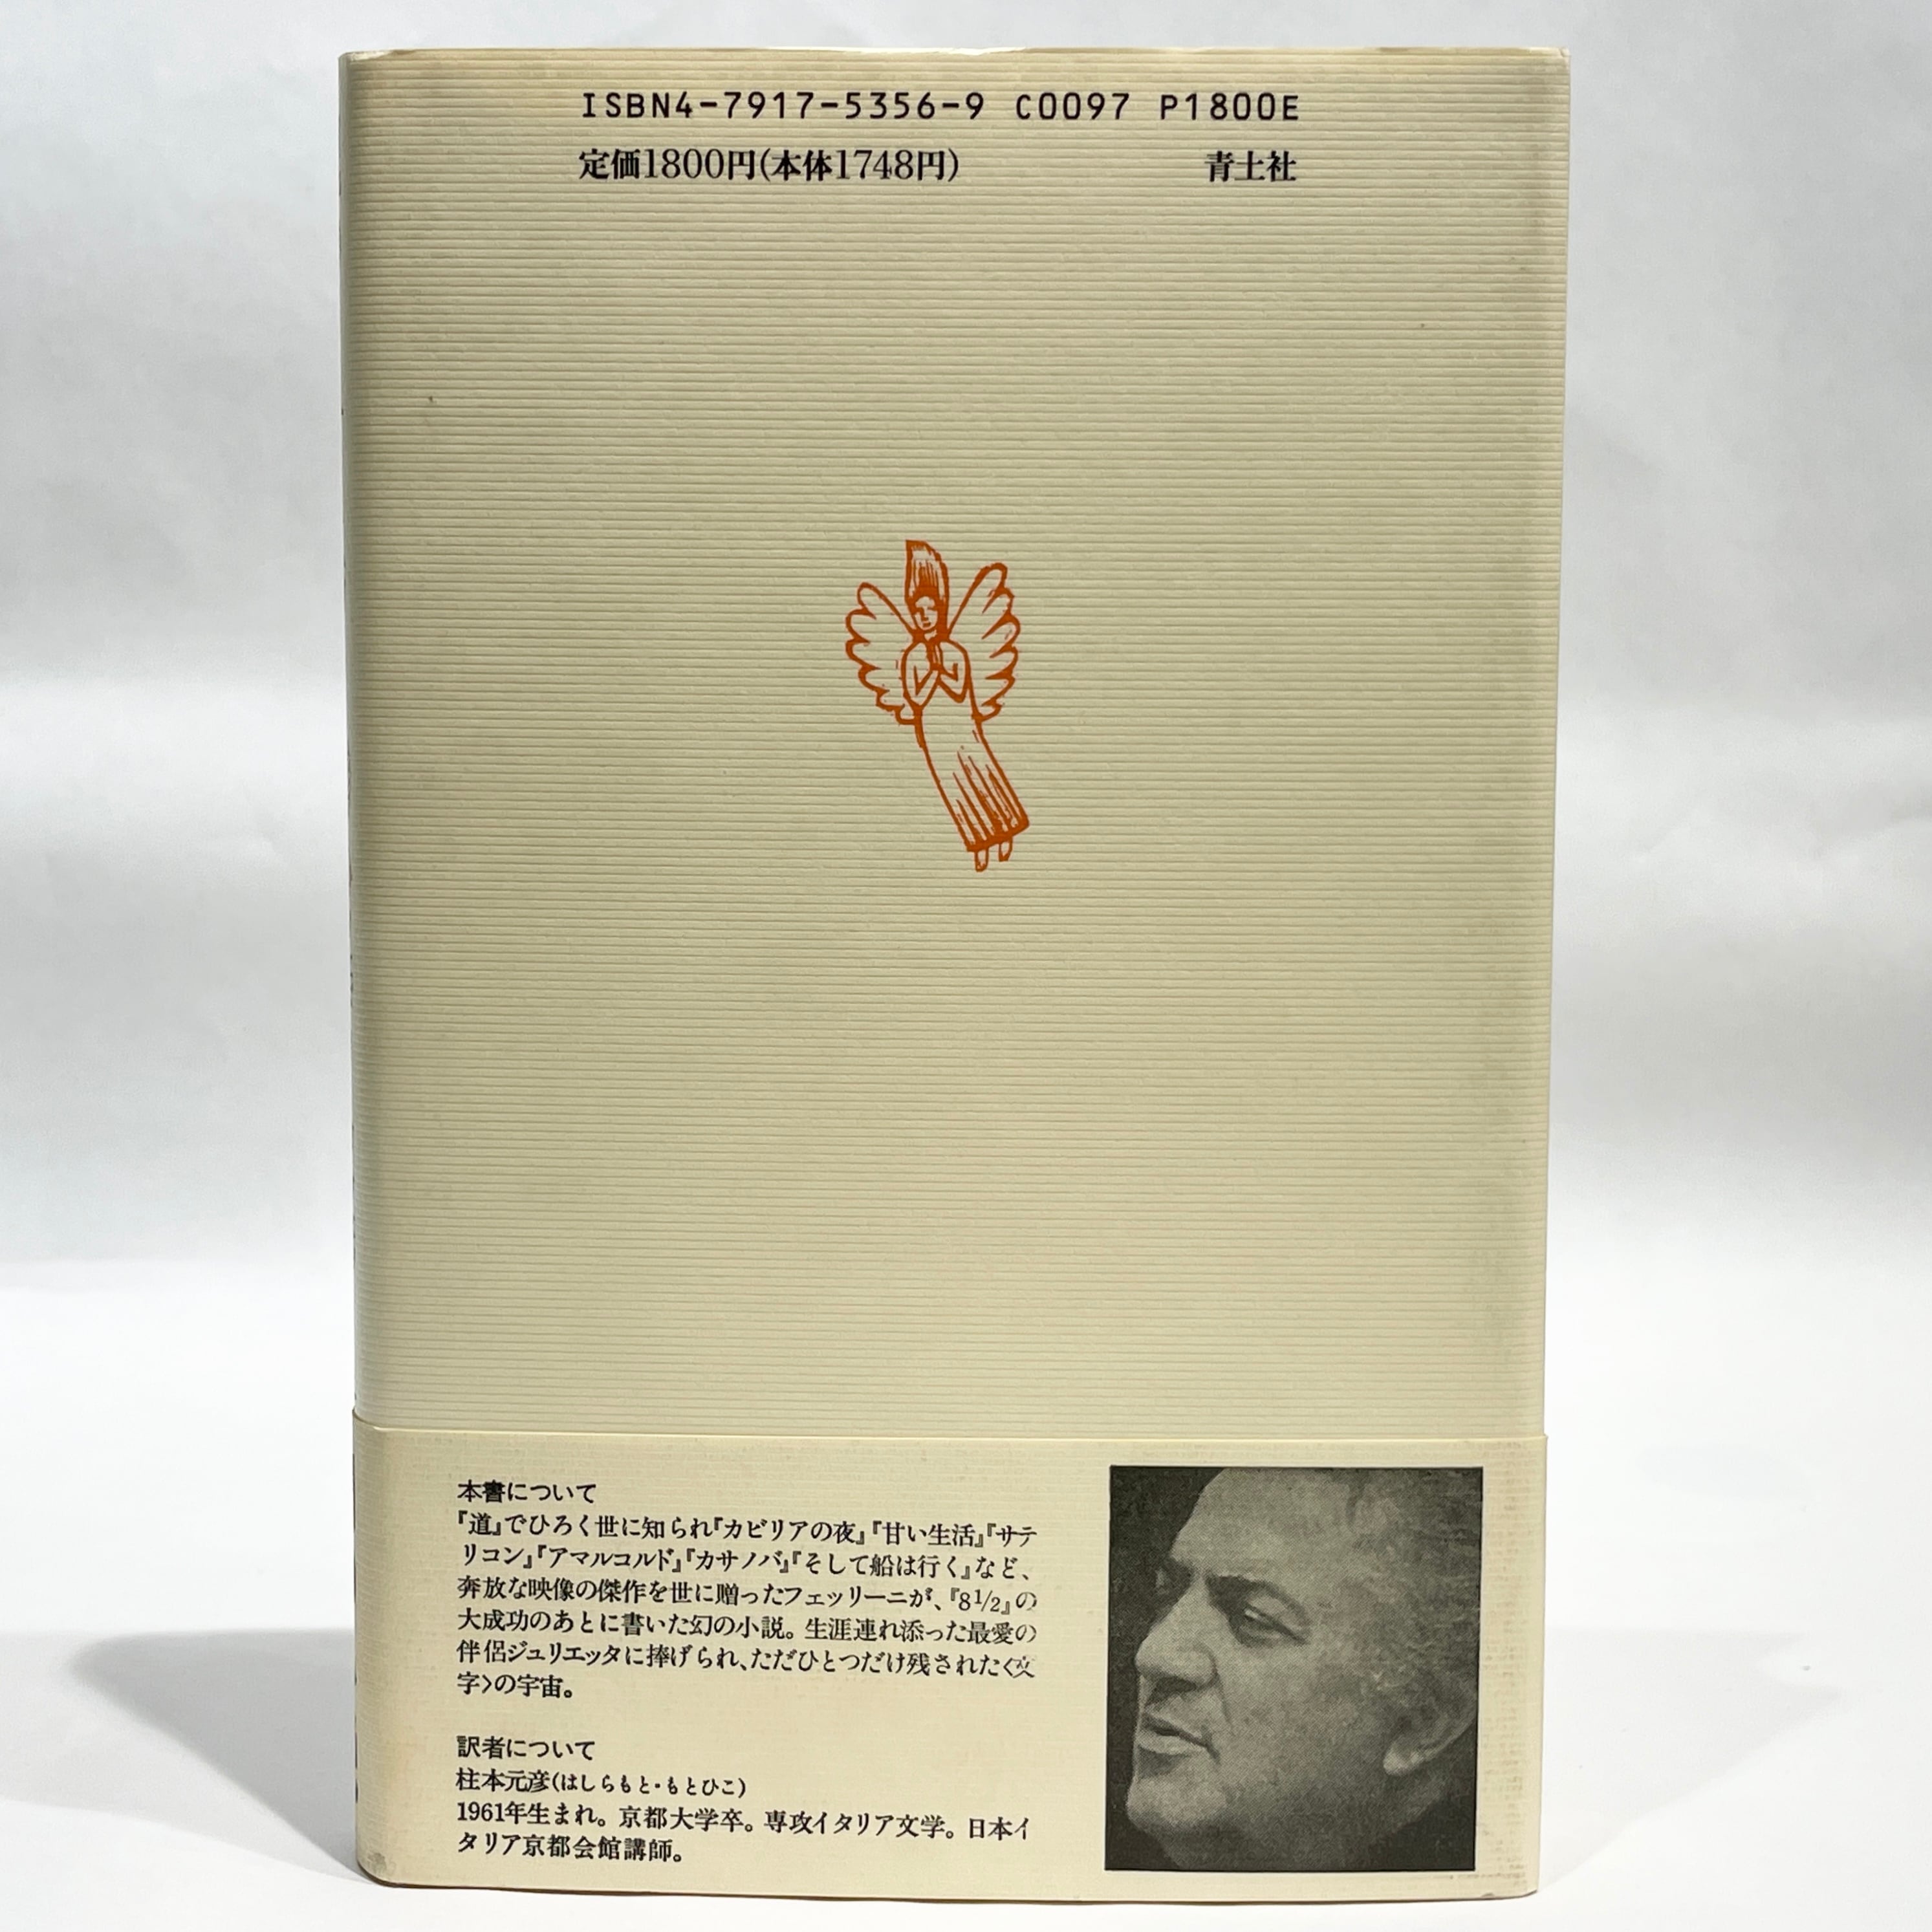 ISBN4-7917-5356-9 C0097 P1800E
定価1800円(本体1748円) 青土社
本書について
『道』でひろく世に知られ『カビリアの夜』『甘い生活』『サテ
リコン』『アマルコルド』『カサノバ』『そして船は行く』など、
奔放な映像の傑作を世に贈ったフェッリーニが、『8 1/2』の
大成功のあとに書いた幻の小説。生涯連れ添った最愛の
伴侶ジュリエッタに捧げられ、ただひとつだけ残された〈文
字〉の宇宙。
訳者について
柱本元彦(はしらもと・もとひこ)
1961年生まれ。京都大学卒。専攻イタリア文学。日本イ
タリア京都会館講師。